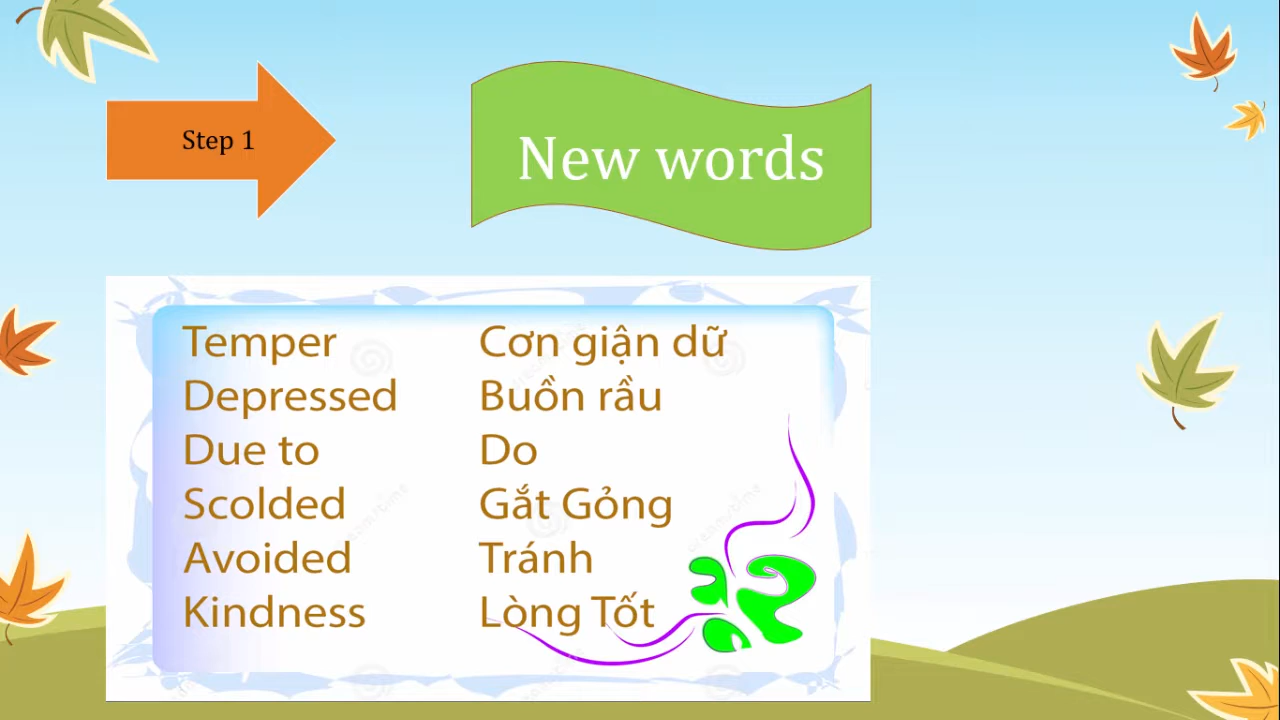 Step 1
New words
Temper Cơn giận dữ
Depressed Buồn rầu
Due to Do
Scolded Gắt Gỏng
Avoided Tránh
Kindness Lòng Tốt